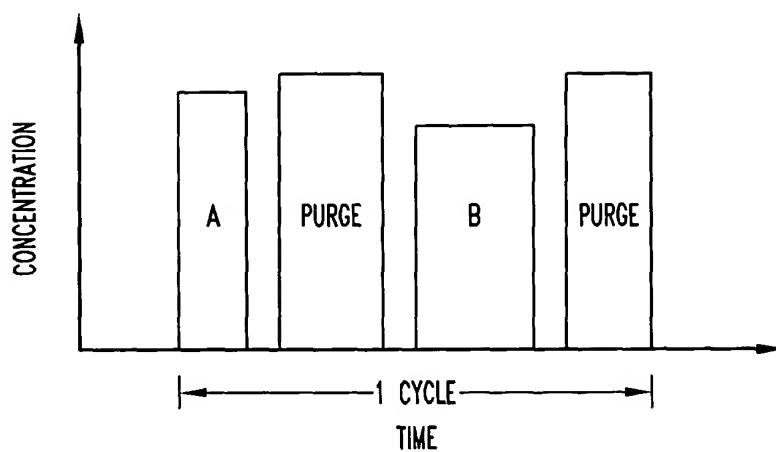 CONCENTRATION
A
PURGE
B
PURGE
1 CYCLE
TIME